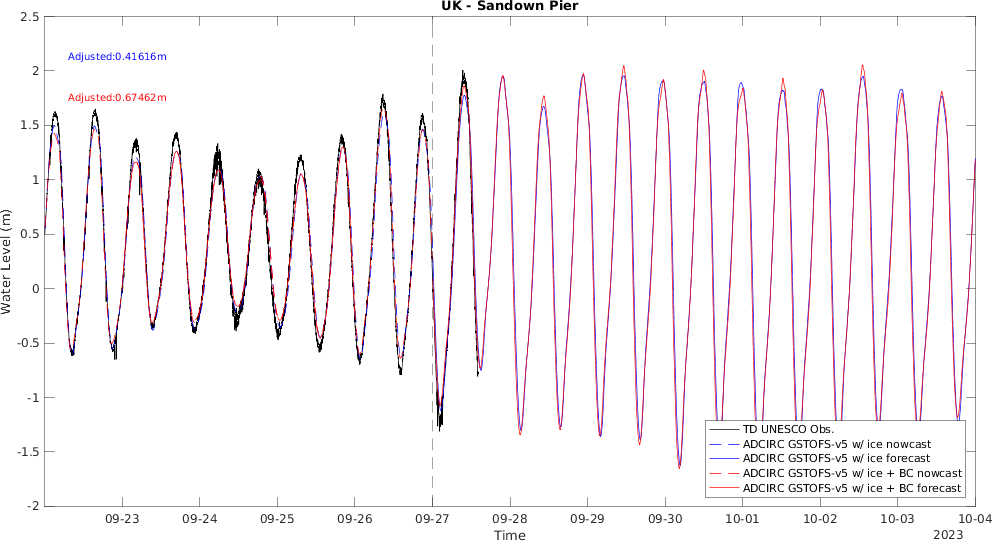 UK - Sandown Pier
2.5
2
1.5
1
0.5
0
-0.5
-1
-1.5
-2
Water Level (m)
Adjusted:0.41616m
Adjusted:0.67462m
TD UNESCO Obs.
ADCIRC GSTOFS-v5 w/ ice nowcast
ADCIRC GSTOFS-v5 w/ ice forecast
ADCIRC GSTOFS-v5 w/ ice + BC nowcast
ADCIRC GSTOFS-v5 w/ ice + BC forecast
09-23 09-24 09-25 09-26 09-27 09-28 09-29 09-30 10-01 10-02 10-03 10-04
Time
2023